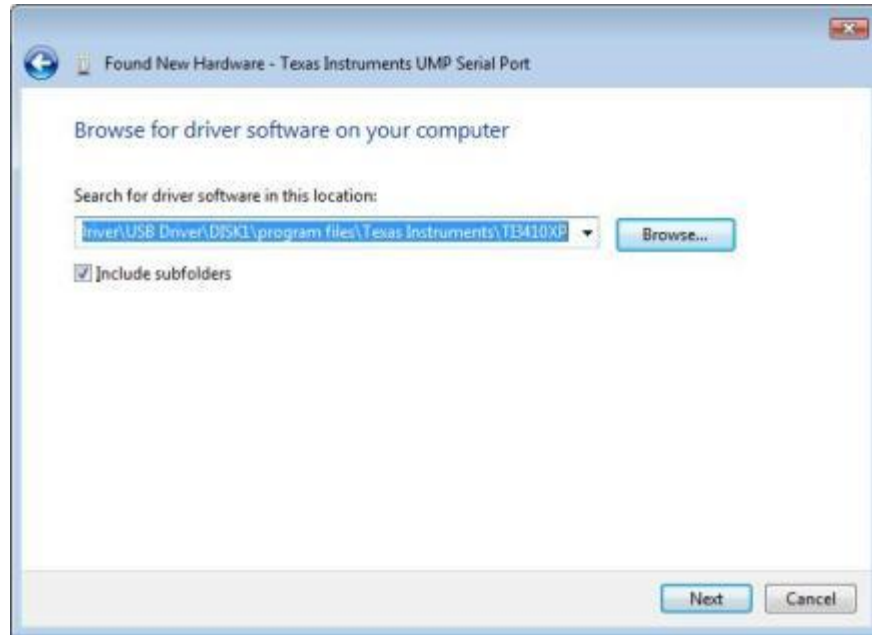 Found New Hardware - Texas Instruments UMP Serial Port
Browse for driver software on your computer
Search for driver software in this location:
Driver\USB Driver\DISK1\program files\Texas Instruments\TI3410XP
Browse...
Include subfolders
Next
Cancel